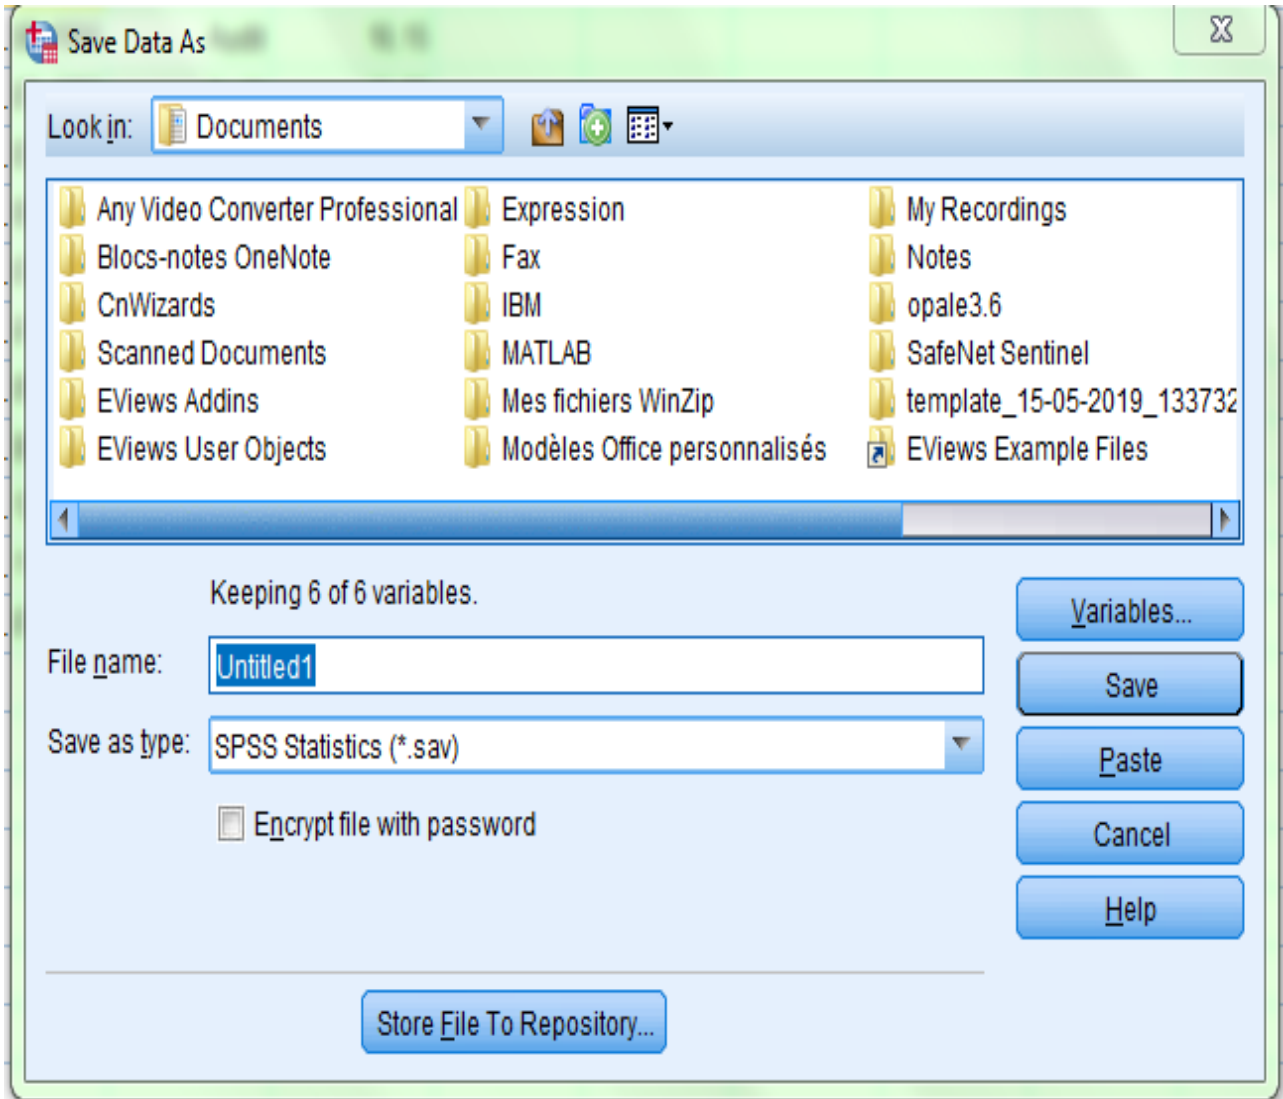 Save Data As
Look in: Documents
Any Video Converter Professional
Blocs-notes OneNote
CnWizards
Scanned Documents
EViews Addins
EViews User Objects
Expression
Fax
IBM
MATLAB
Mes fichiers WinZip
Modèles Office personnalisés
My Recordings
Notes
opale3.6
SafeNet Sentinel
template_15-05-2019_133732
EViews Example Files
Keeping 6 of 6 variables.
File name: Untitled1
Save as type: SPSS Statistics (*.sav)
Encrypt file with password
Variables...
Save
Paste
Cancel
Help
Store File To Repository...